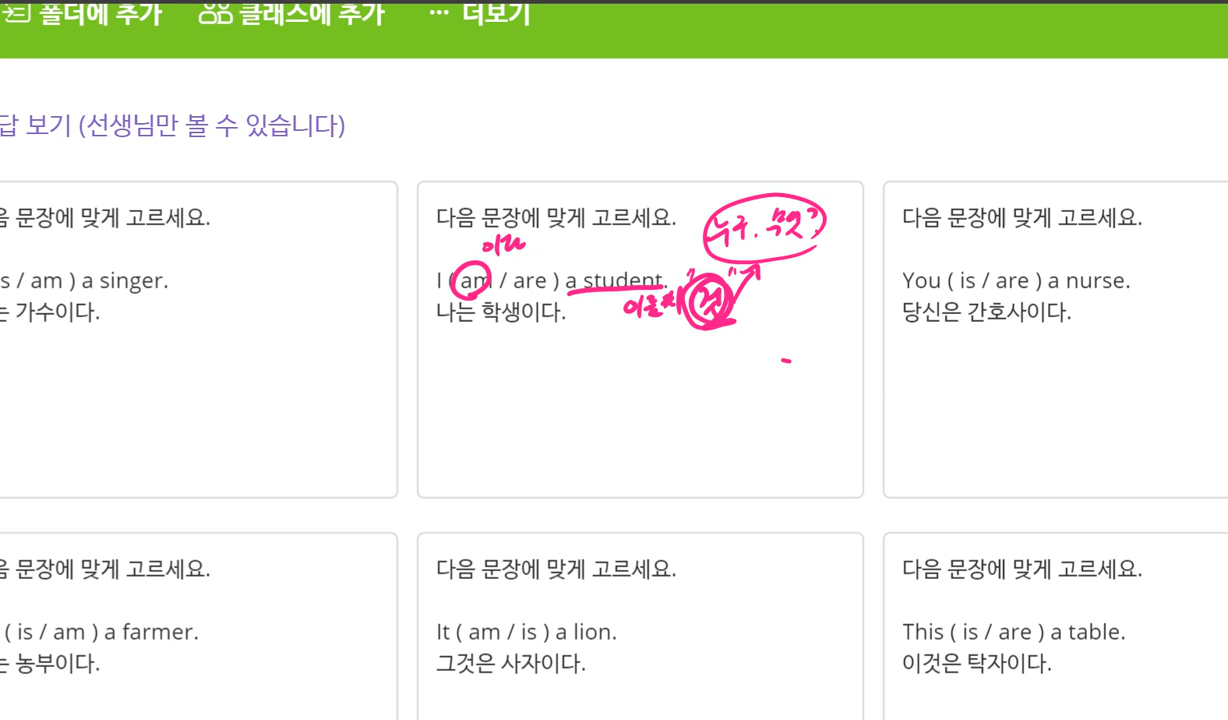 폴더에 추가 클래스에 추가 ··· 더보기
답 보기 (선생님만 볼 수 있습니다)
음 문장에 맞게 고르세요.
s / am ) a singer.
는 가수이다.
다음 문장에 맞게 고르세요.
누구. 무엇?
이다
I ( am / are ) a student.
나는 학생이다.
"것"
다음 문장에 맞게 고르세요.
You ( is / are ) a nurse.
당신은 간호사이다.
음 문장에 맞게 고르세요.
( is / am ) a farmer.
는 농부이다.
다음 문장에 맞게 고르세요.
It ( am / is ) a lion.
그것은 사자이다.
다음 문장에 맞게 고르세요.
This ( is / are ) a table.
이것은 탁자이다.